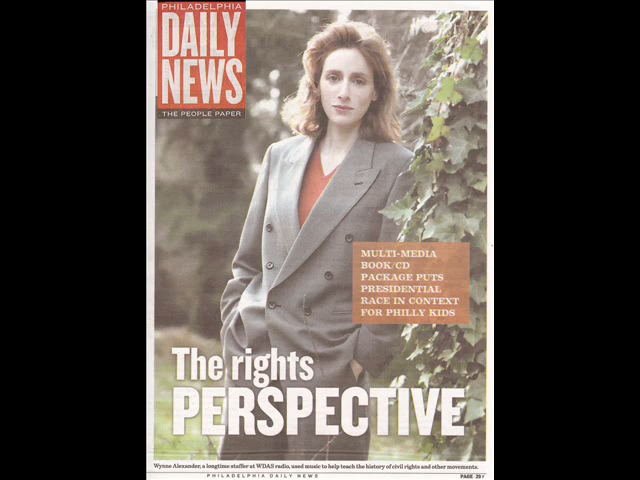 PHILADELPHIA
DAILY
NEWS
THE PEOPLE PAPER
MULTI-MEDIA
BOOK/CD
PACKAGE PUTS
PRESIDENTIAL
RACE IN CONTEXT
FOR PHILLY KIDS
The rights
PERSPECTIVE
Wynne Alexander, a longtime staffer at WDAS radio, used music to help teach the history of civil rights and other movements.
PHILADELPHIA DAILY NEWS PAGE 29